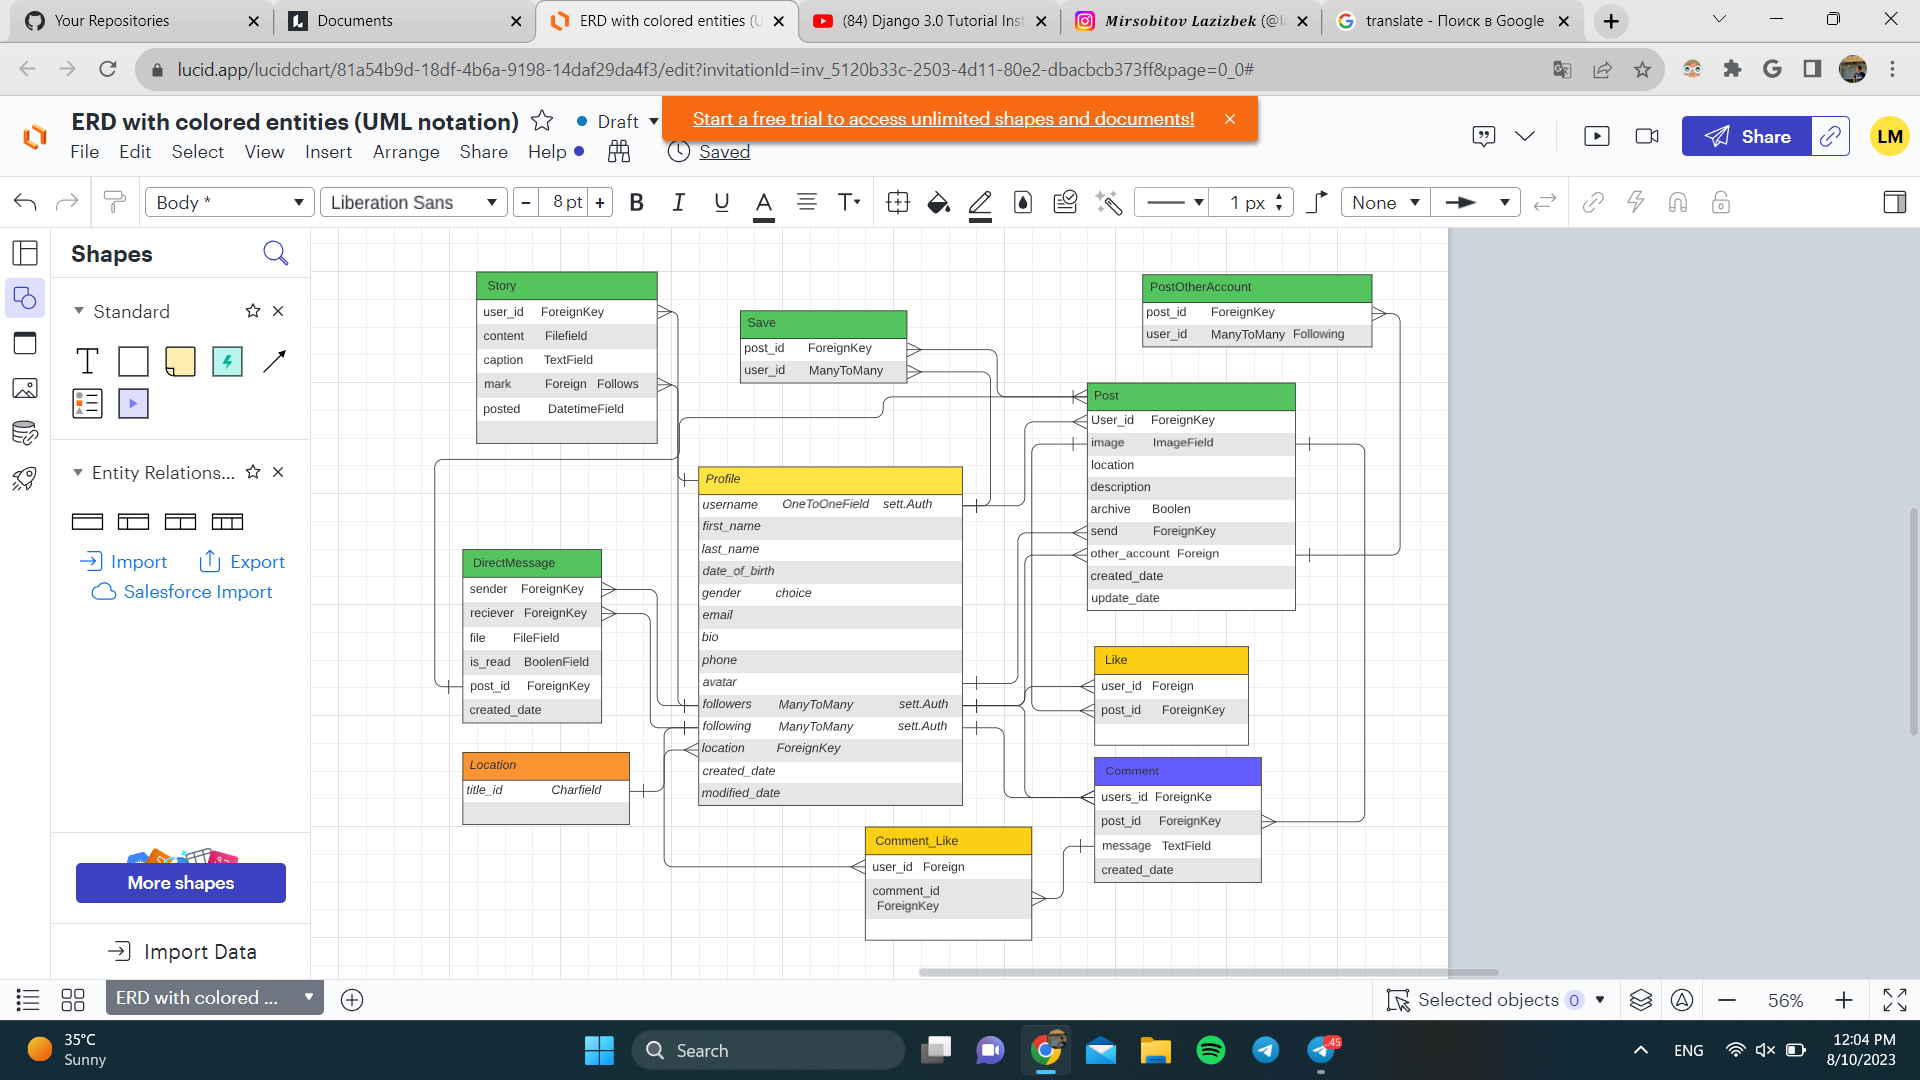 Your Repositories
Documents
ERD with colored entities (U
(84) Django 3.0 Tutorial Inst
Mirsobitov Lazizbek (@la
translate - Поиск в Google
lucid.app/lucidchart/81a54b9d-18df-4b6a-9198-14daf29da4f3/edit?invitationId=inv_5120b33c-2503-4d11-80e2-dbacbcb373ff&page=0_0#
ERD with colored entities (UML notation)
Draft
Start a free trial to access unlimited shapes and documents!
File Edit Select View Insert Arrange Share Help
Saved
Share
LM
Body *
Liberation Sans
- 8 pt +
B I U A T
1 px
None
Shapes
Standard
T
Entity Relations...
Import
Export
Salesforce Import
More shapes
Import Data
Story
user_id ForeignKey
content Filefield
caption TextField
mark Foreign Follows
posted DatetimeField
Save
post_id ForeignKey
user_id ManyToMany
PostOtherAccount
post_id ForeignKey
user_id ManyToMany Following
Post
User_id ForeignKey
image ImageField
location
description
archive Boolen
send ForeignKey
other_account Foreign
created_date
update_date
Profile
username OneToOneField sett.Auth
first_name
last_name
date_of_birth
gender choice
email
bio
phone
avatar
followers ManyToMany sett.Auth
following ManyToMany sett.Auth
location ForeignKey
created_date
modified_date
DirectMessage
sender ForeignKey
reciever ForeignKey
file FileField
is_read BoolenField
post_id ForeignKey
created_date
Location
title_id Charfield
Like
user_id Foreign
post_id ForeignKey
Comment
users_id ForeignKe
post_id ForeignKey
message TextField
created_date
Comment_Like
user_id Foreign
comment_id
ForeignKey
ERD with colored ...
Selected objects 0
56%
35°C
Sunny
Search
45
ENG
12:04 PM
8/10/2023